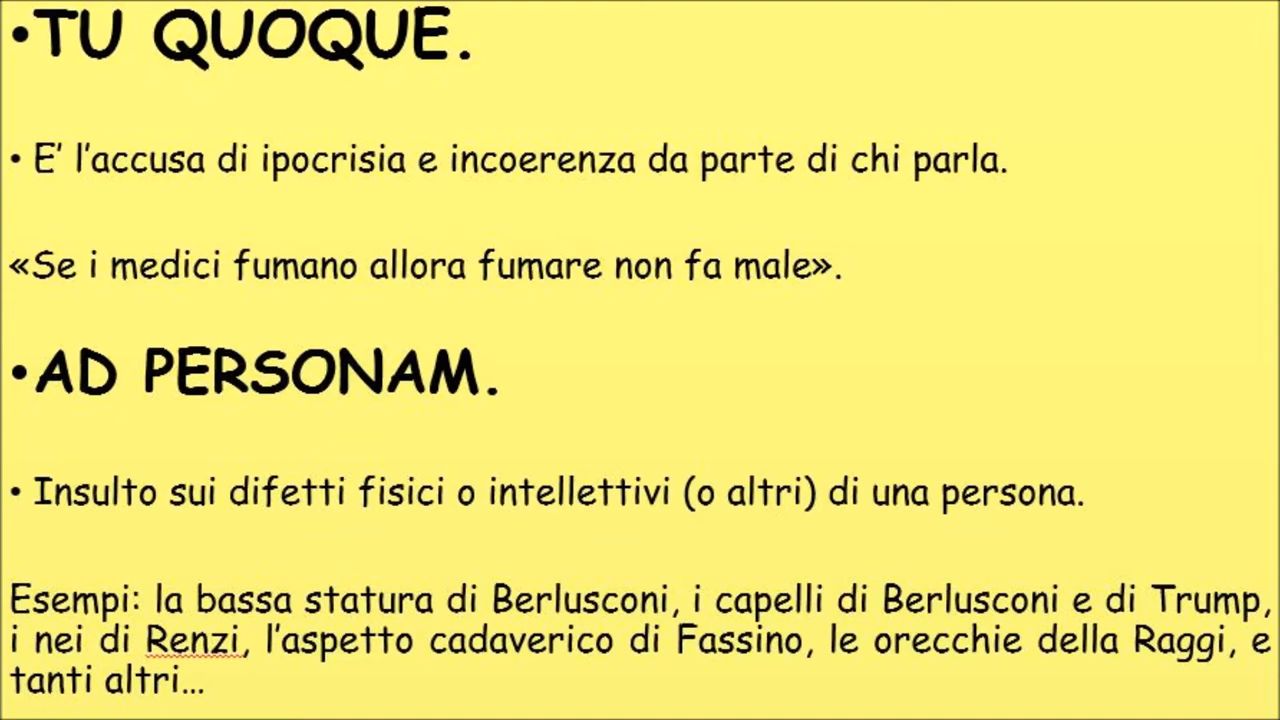 •TU QUOQUE.
• E’ l’accusa di ipocrisia e incoerenza da parte di chi parla.
«Se i medici fumano allora fumare non fa male».
•AD PERSONAM.
• Insulto sui difetti fisici o intellettivi (o altri) di una persona.
Esempi: la bassa statura di Berlusconi, i capelli di Berlusconi e di Trump,
i nei di Renzi, l’aspetto cadaverico di Fassino, le orecchie della Raggi, e
tanti altri…